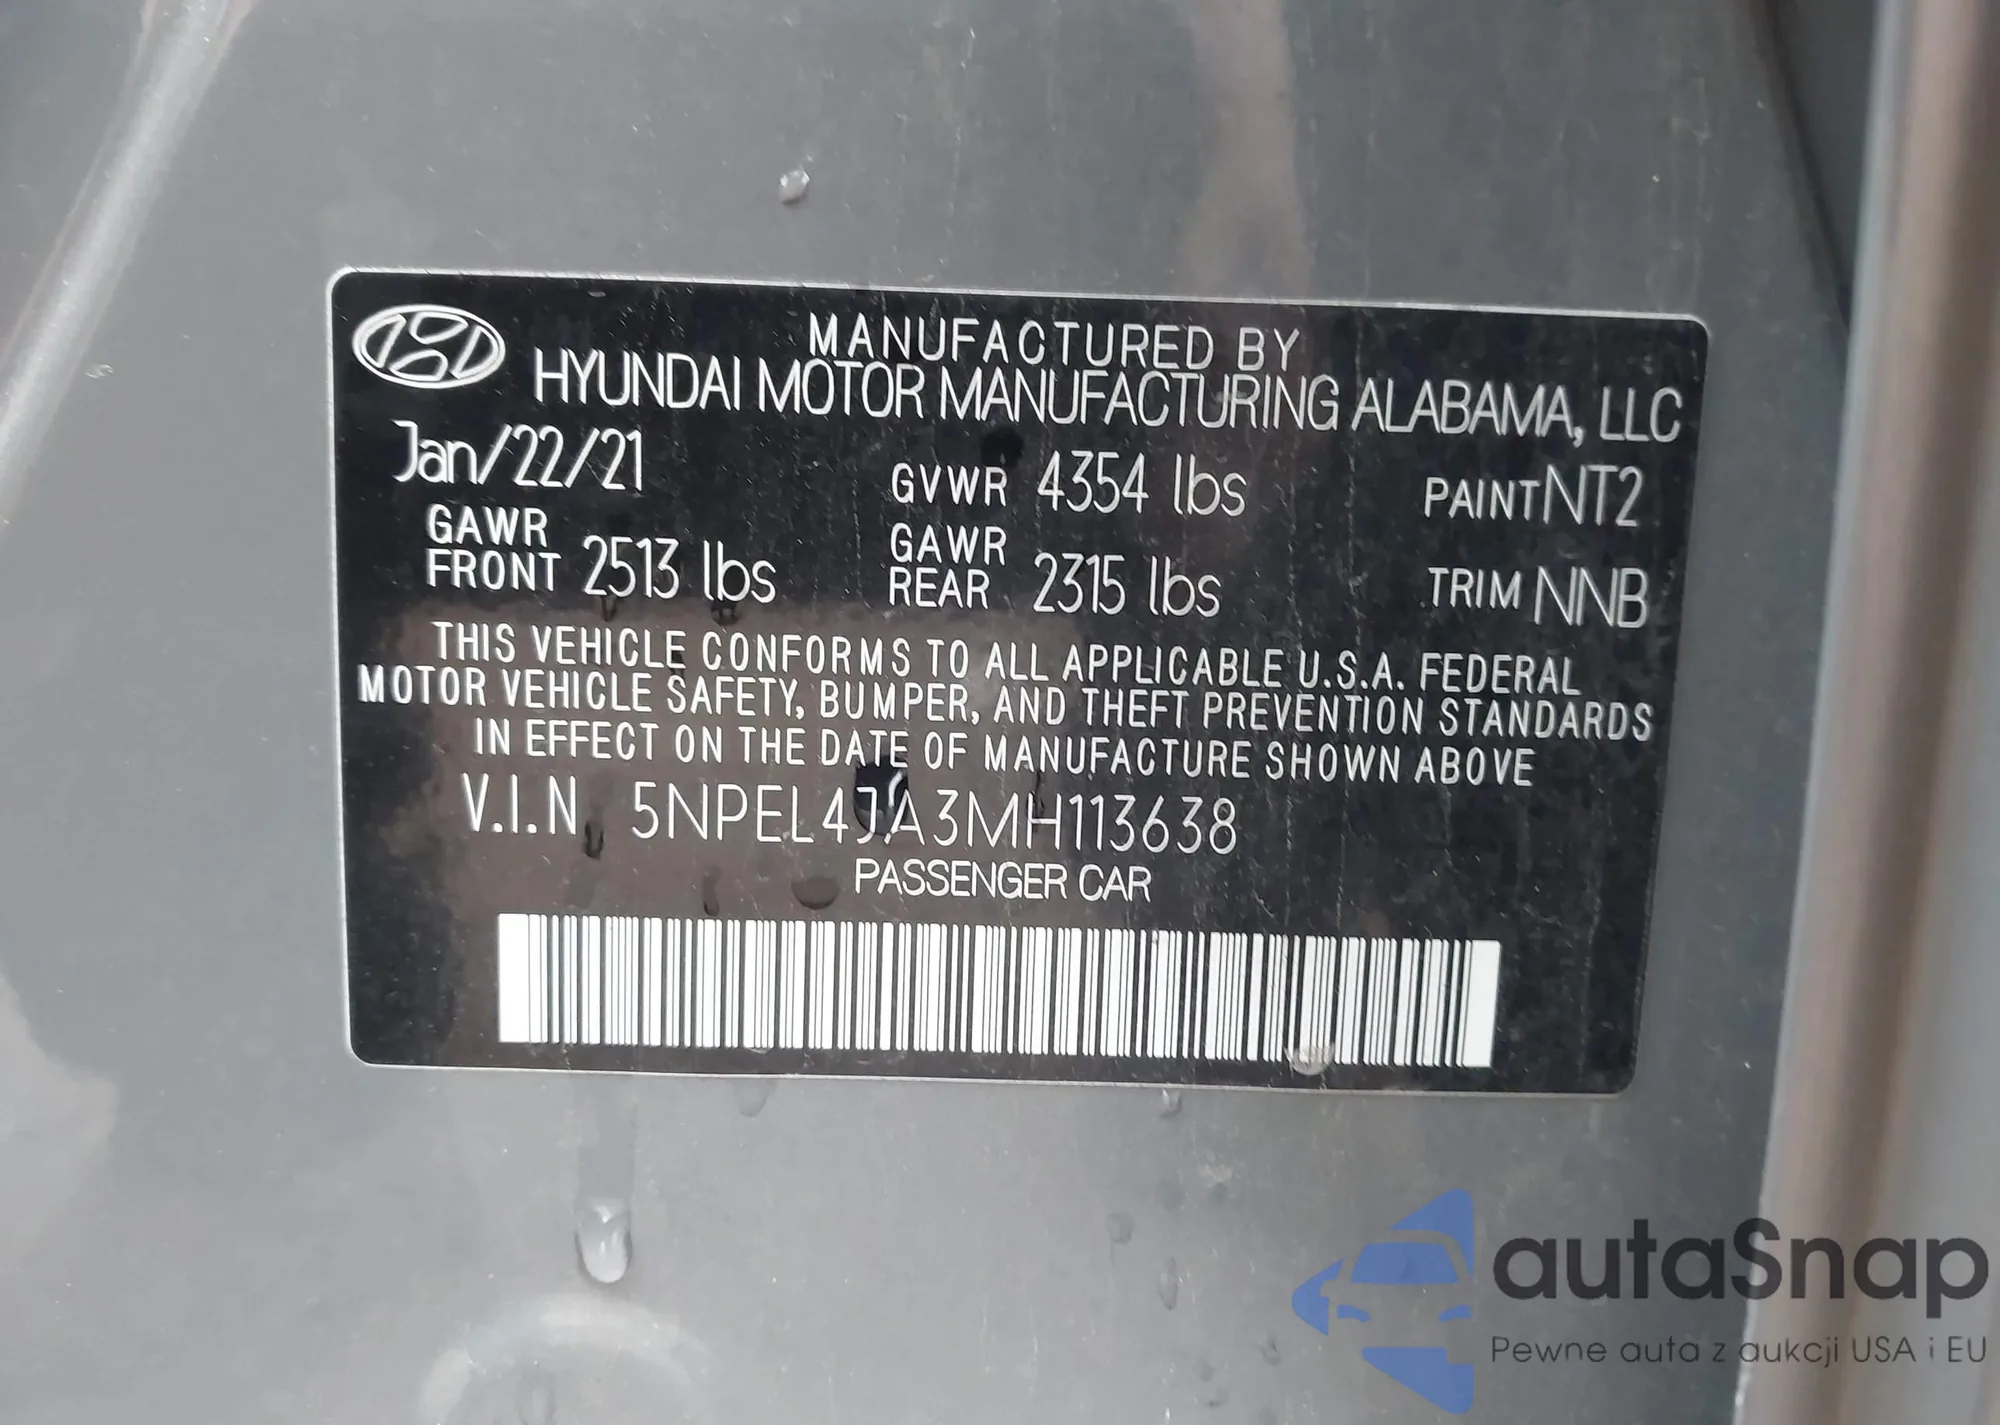 MANUFACTURED BY
HYUNDAI MOTOR MANUFACTURING ALABAMA, LLC
Jan/22/21 GVWR 4354 lbs PAINT NT2
GAWR FRONT 2513 lbs GAWR REAR 2315 lbs TRIM NNB
THIS VEHICLE CONFORMS TO ALL APPLICABLE U.S.A. FEDERAL
MOTOR VEHICLE SAFETY, BUMPER, AND THEFT PREVENTION STANDARDS
IN EFFECT ON THE DATE OF MANUFACTURE SHOWN ABOVE
V.I.N 5NPEL4JA3MH113638
PASSENGER CAR
autaSnap
Pewne auta z aukcji USA i EU